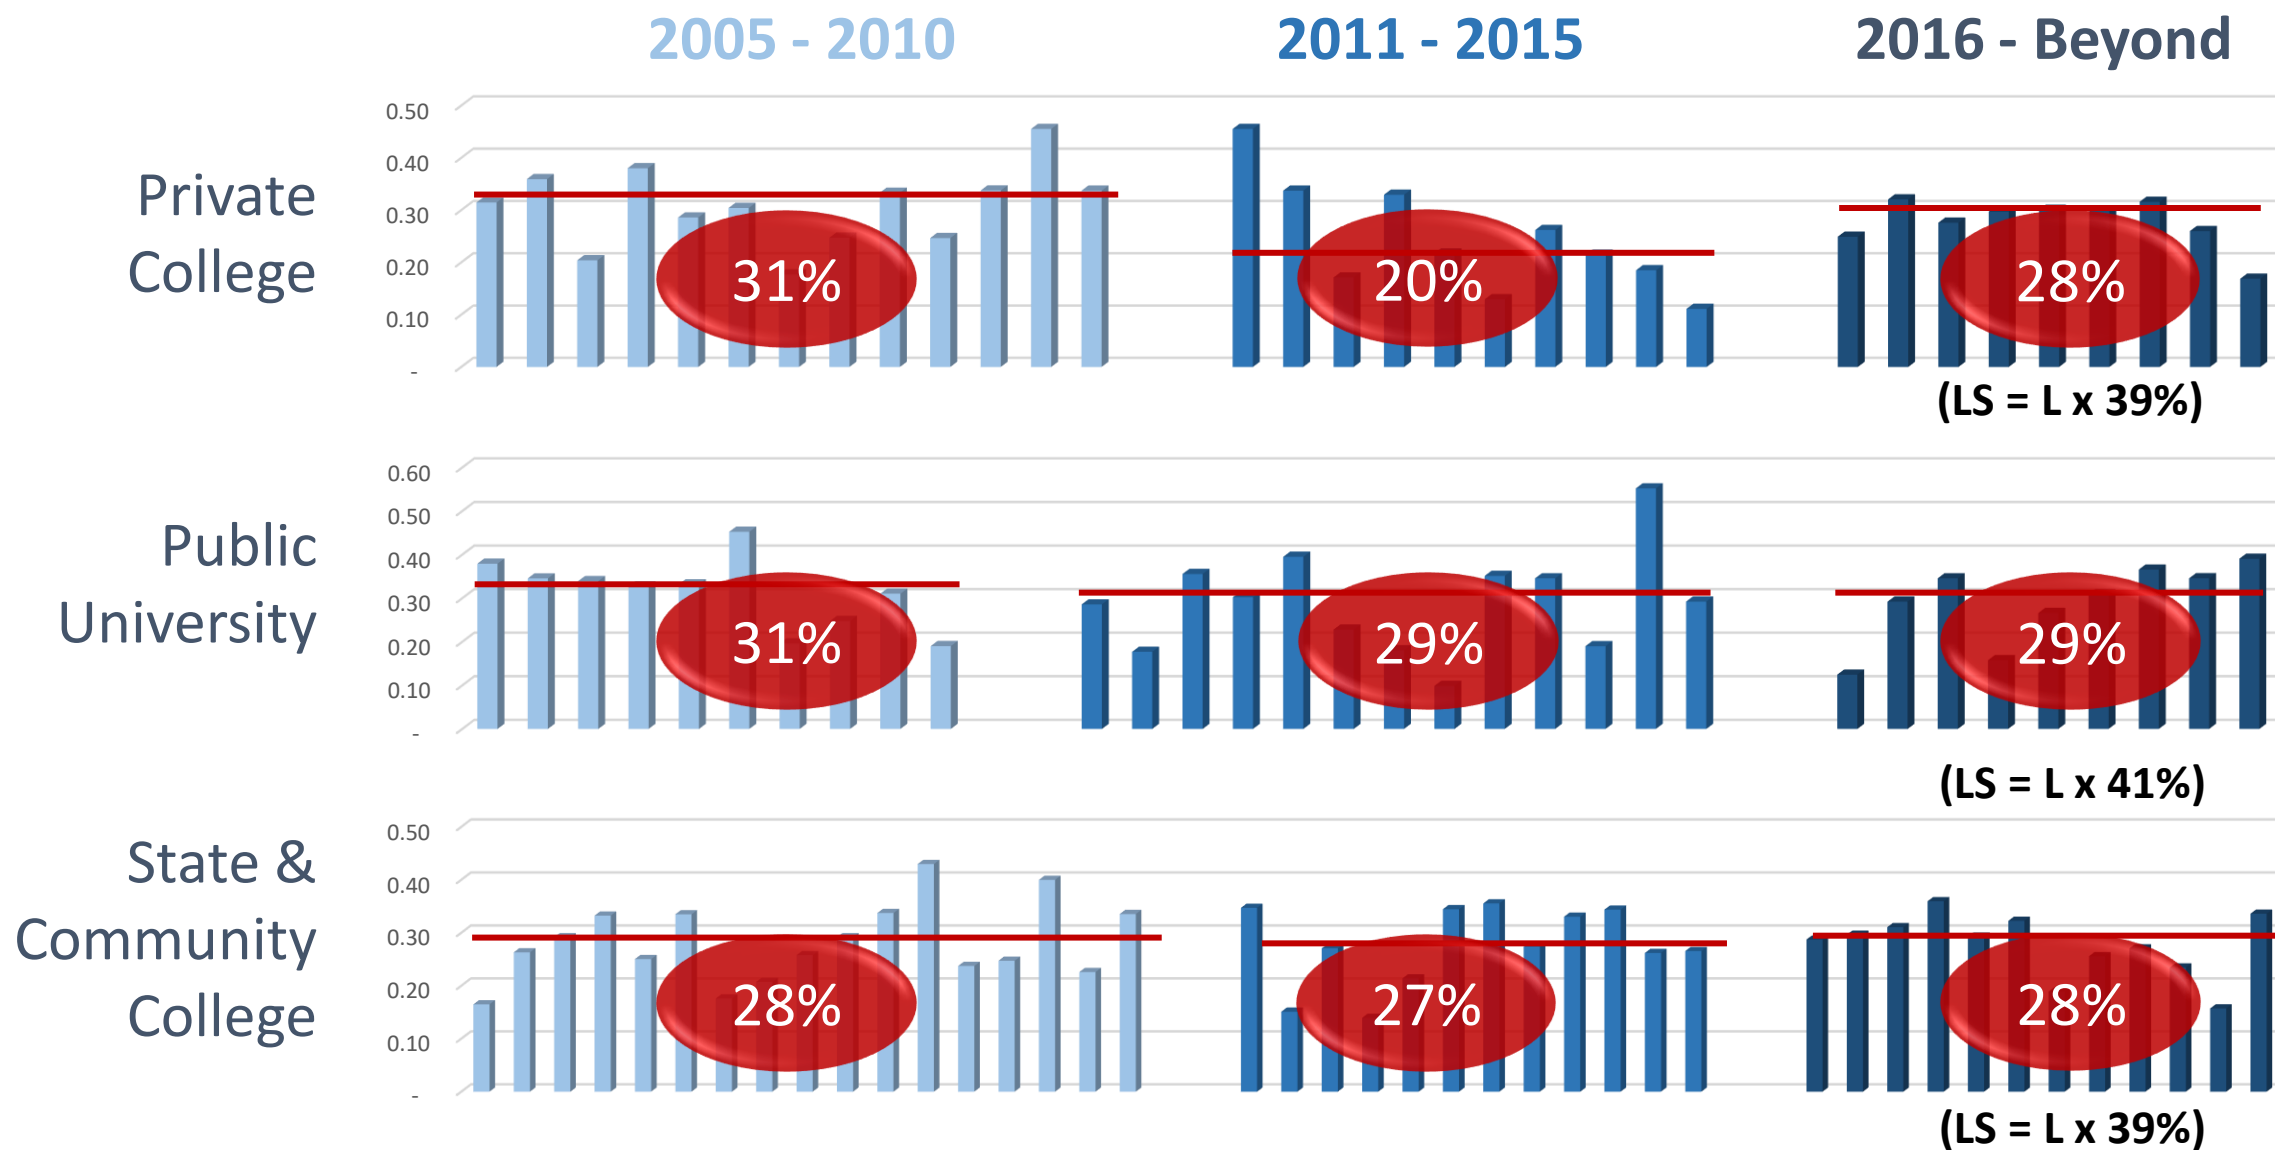 2005 - 2010
2011 - 2015
2016 - Beyond
Private
College
0.50
0.40
0.30
0.20
0.10
-
31%
20%
28%
(LS = L x 39%)
Public
University
0.60
0.50
0.40
0.30
0.20
0.10
-
31%
29%
29%
(LS = L x 41%)
State &
Community
College
0.50
0.40
0.30
0.20
0.10
-
28%
27%
28%
(LS = L x 39%)